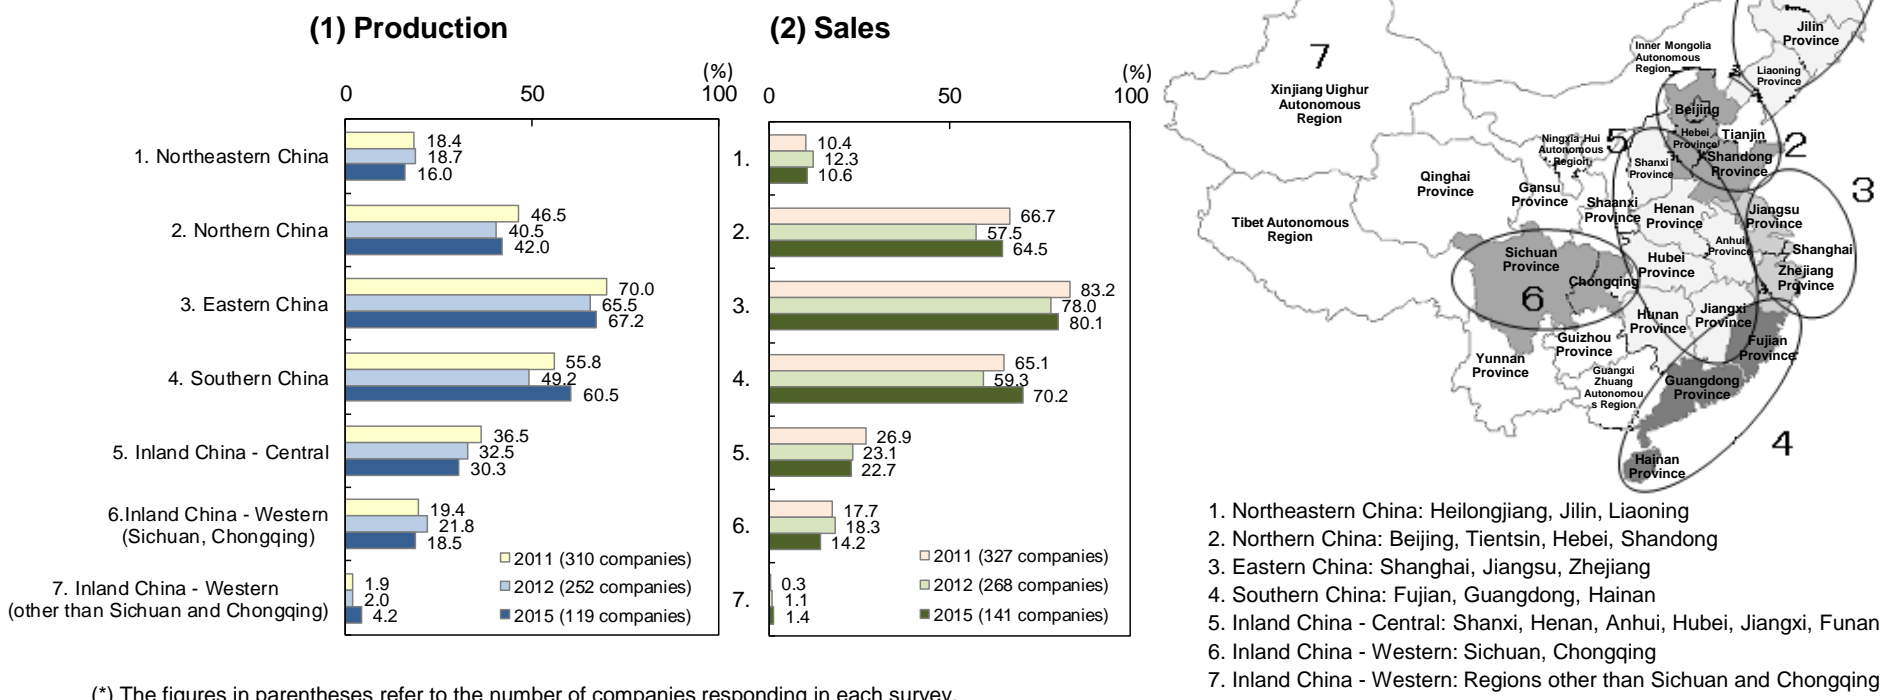 (1) Production
(%)
0 50 100
1. Northeastern China
18.4
18.7
16.0
2. Northern China
46.5
40.5
42.0
3. Eastern China
70.0
65.5
67.2
4. Southern China
55.8
49.2
60.5
5. Inland China - Central
36.5
32.5
30.3
6.Inland China - Western
(Sichuan, Chongqing)
19.4
21.8
18.5
7. Inland China - Western
(other than Sichuan and Chongqing)
1.9
2.0
4.2
2011 (310 companies)
2012 (252 companies)
2015 (119 companies)
(2) Sales
(%)
0 50 100
1.
10.4
12.3
10.6
2.
66.7
57.5
64.5
3.
83.2
78.0
80.1
4.
65.1
59.3
70.2
5.
26.9
23.1
22.7
6.
17.7
18.3
14.2
7.
0.3
1.1
1.4
2011 (327 companies)
2012 (268 companies)
2015 (141 companies)
Jilin
Province
Inner Mongolia
Autonomous
Region
Liaoning
Province
7
Xinjiang Uighur
Autonomous
Region
Beijing
Hebei
Province
Tianjin
2
Shandong
Province
5
Ningxia Hui
Autonomous
Region
Shanxi
Province
Qinghai
Province
Gansu
Province
Shaanxi
Province
Henan
Province
Jiangsu
Province
3
Tibet Autonomous
Region
Anhui
Province
Shanghai
Sichuan
Province
Chongqing
6
Hubei
Province
Zhejiang
Province
Hunan
Province
Jiangxi
Province
Guizhou
Province
Fujian
Province
Yunnan
Province
Guangxi
Zhuang
Autonomou
s Region
Guangdong
Province
4
Hainan
Province
1. Northeastern China: Heilongjiang, Jilin, Liaoning
2. Northern China: Beijing, Tientsin, Hebei, Shandong
3. Eastern China: Shanghai, Jiangsu, Zhejiang
4. Southern China: Fujian, Guangdong, Hainan
5. Inland China - Central: Shanxi, Henan, Anhui, Hubei, Jiangxi, Funan
6. Inland China - Western: Sichuan, Chongqing
7. Inland China - Western: Regions other than Sichuan and Chongqing
(*) The figures in parentheses refer to the number of companies responding in each survey.